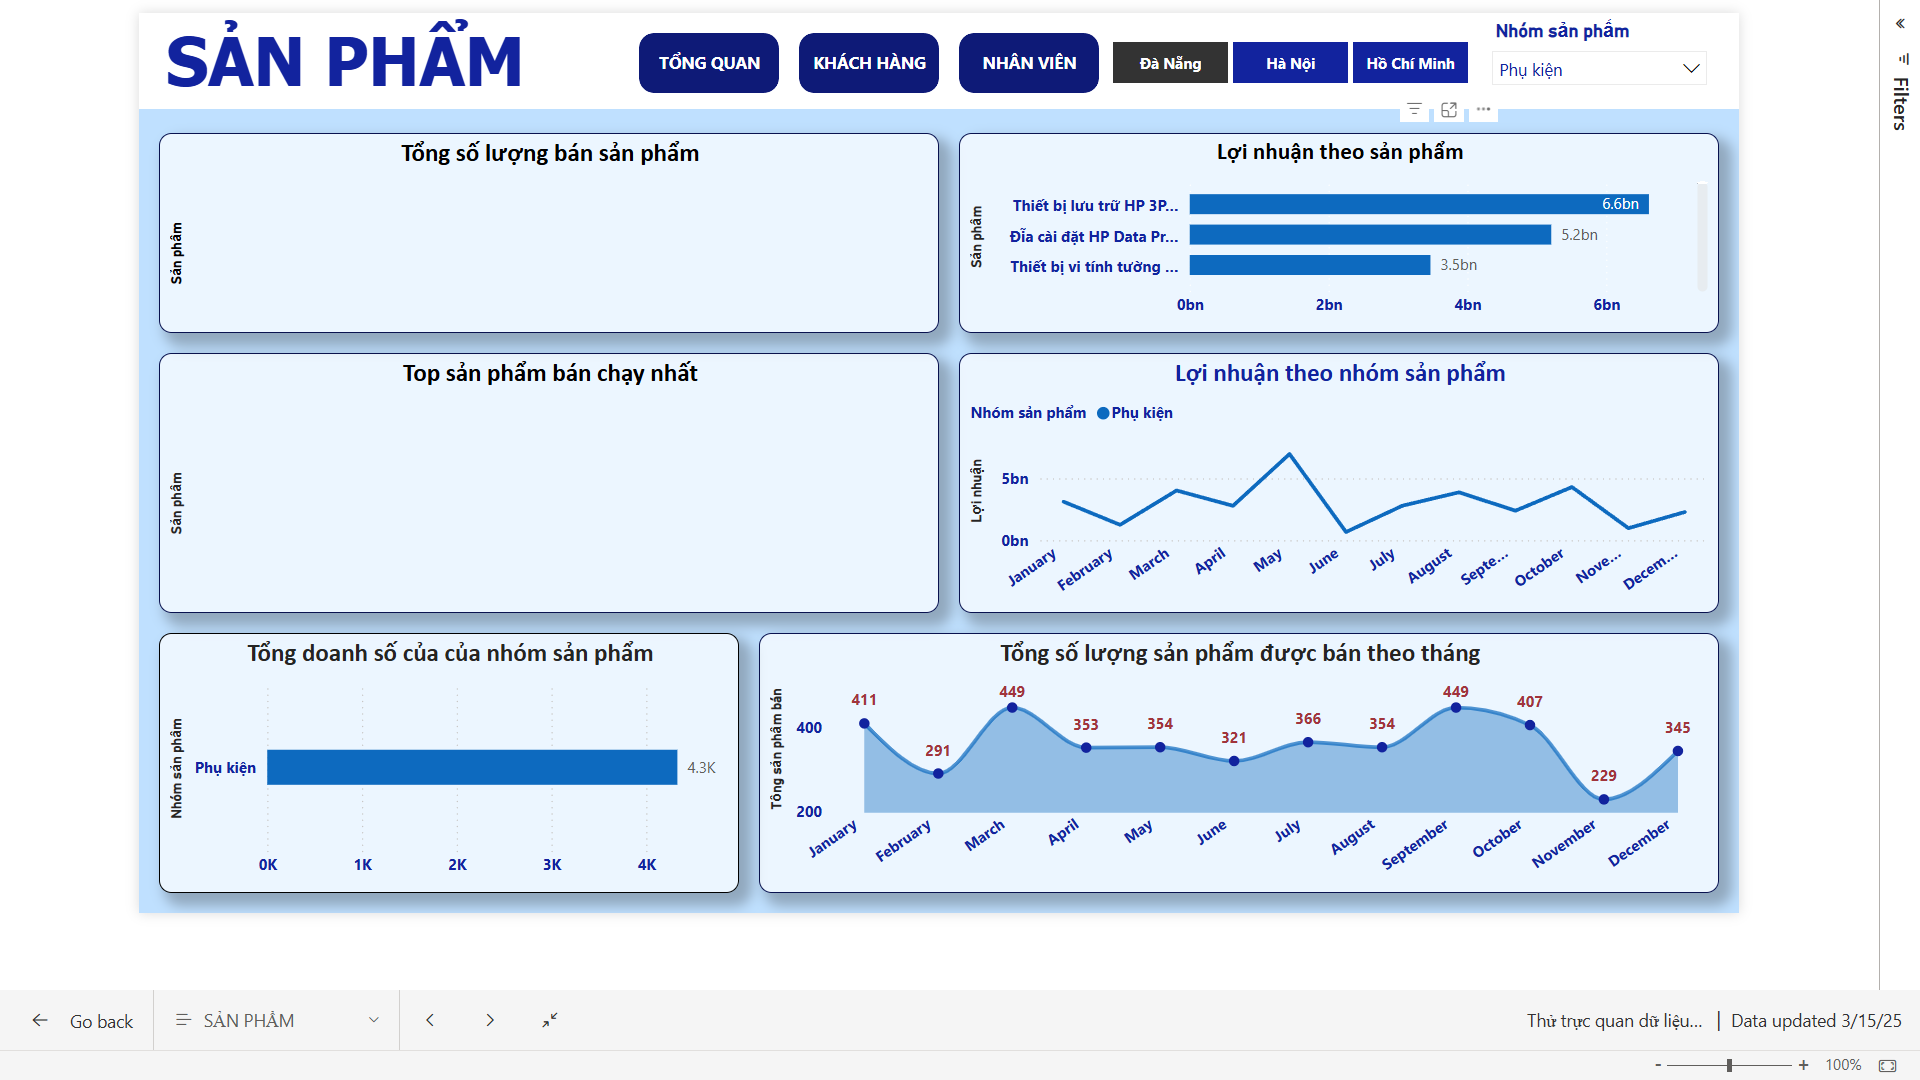 SẢN PHẨM
TỔNG QUAN
KHÁCH HÀNG
NHÂN VIÊN
Đà Nẵng
Hà Nội
Hồ Chí Minh
Nhóm sản phẩm
Phụ kiện
Filters
Tổng số lượng bán sản phẩm
Sản phẩm
Lợi nhuận theo sản phẩm
Sản phẩm
Thiết bị lưu trữ HP 3P... 6.6bn
Đĩa cài đặt HP Data Pr... 5.2bn
Thiết bị vi tính tường ... 3.5bn
0bn 2bn 4bn 6bn
Top sản phẩm bán chạy nhất
Sản phẩm
Lợi nhuận theo nhóm sản phẩm
Nhóm sản phẩm Phụ kiện
Lợi nhuận
5bn
0bn
January February March April May June July August Septe... October Nove... Decem...
Tổng doanh số của của nhóm sản phẩm
Nhóm sản phẩm
Phụ kiện 4.3K
0K 1K 2K 3K 4K
Tổng số lượng sản phẩm được bán theo tháng
Tổng sản phẩm bán
400
200
411 291 449 353 354 321 366 354 449 407 229 345
January February March April May June July August September October November December
Go back
SẢN PHẨM
Thử trực quan dữ liệu... | Data updated 3/15/25
- + 100%